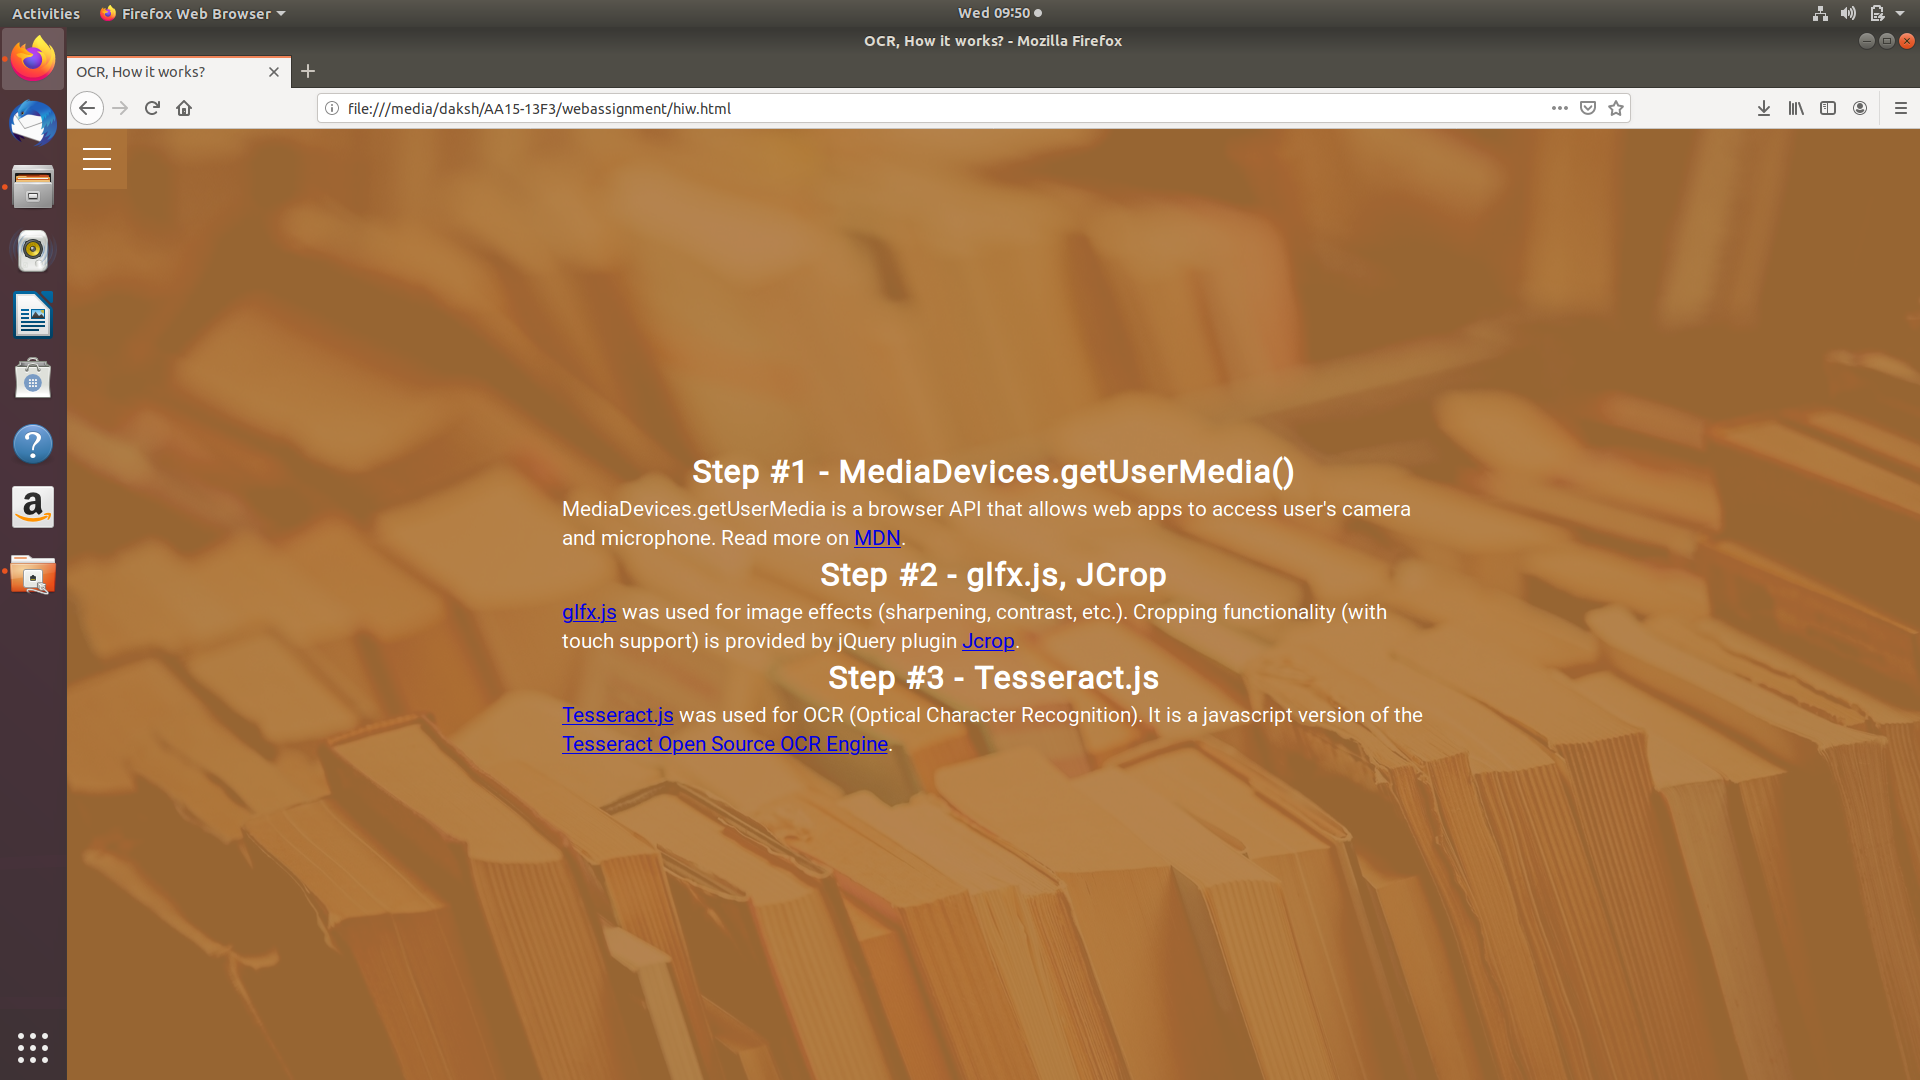 Activities
Firefox Web Browser
Wed 09:50
OCR, How it works? - Mozilla Firefox
OCR, How it works?
file:///media/daksh/AA15-13F3/webassignment/hiw.html
Step #1 - MediaDevices.getUserMedia()
MediaDevices.getUserMedia is a browser API that allows web apps to access user's camera
and microphone. Read more on MDN.
Step #2 - glfx.js, JCrop
glfx.js was used for image effects (sharpening, contrast, etc.). Cropping functionality (with
touch support) is provided by jQuery plugin Jcrop.
Step #3 - Tesseract.js
Tesseract.js was used for OCR (Optical Character Recognition). It is a javascript version of the
Tesseract Open Source OCR Engine.